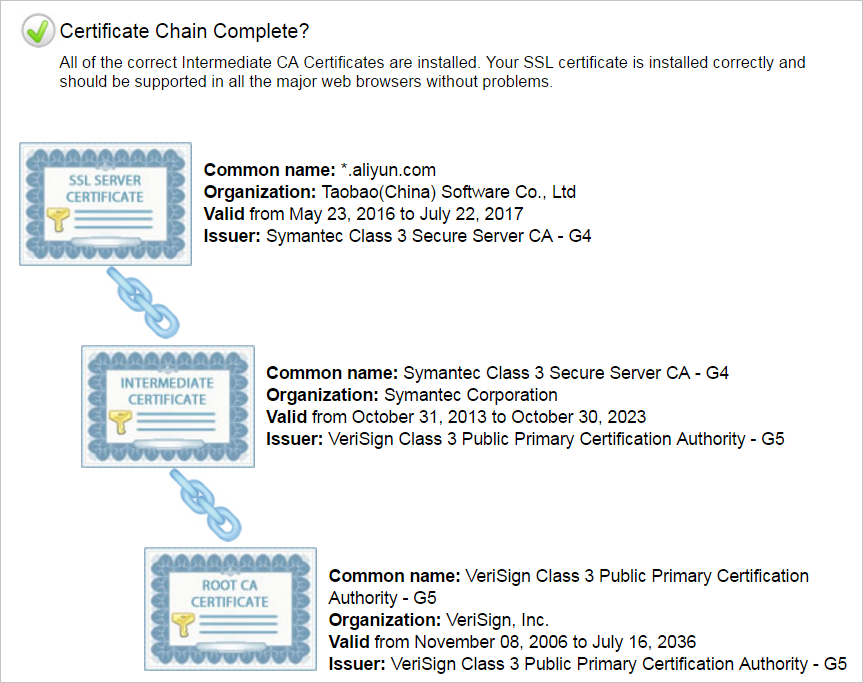 Certificate Chain Complete?
All of the correct Intermediate CA Certificates are installed. Your SSL certificate is installed correctly and
should be supported in all the major web browsers without problems.
SSL SERVER
CERTIFICATE
Common name: *.aliyun.com
Organization: Taobao(China) Software Co., Ltd
Valid from May 23, 2016 to July 22, 2017
Issuer: Symantec Class 3 Secure Server CA - G4
INTERMEDIATE
CERTIFICATE
Common name: Symantec Class 3 Secure Server CA - G4
Organization: Symantec Corporation
Valid from October 31, 2013 to October 30, 2023
Issuer: VeriSign Class 3 Public Primary Certification Authority - G5
ROOT CA
CERTIFICATE
Common name: VeriSign Class 3 Public Primary Certification
Authority - G5
Organization: VeriSign, Inc.
Valid from November 08, 2006 to July 16, 2036
Issuer: VeriSign Class 3 Public Primary Certification Authority - G5